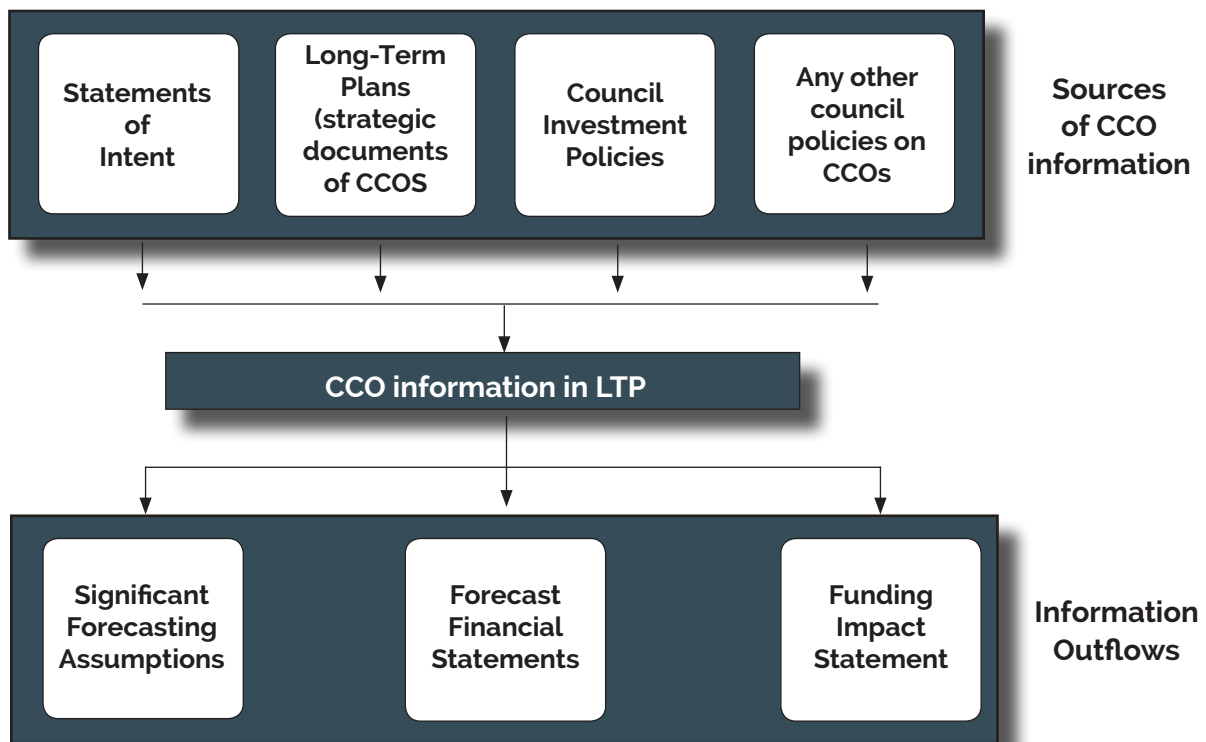 Statements
of
Intent
Long-Term
Plans
(strategic
documents
of CCOS
Council
Investment
Policies
Any other
council
policies on
CCOs
Sources
of CCO
information
CCO information in LTP
Significant
Forecasting
Assumptions
Forecast
Financial
Statements
Funding
Impact
Statement
Information
Outflows